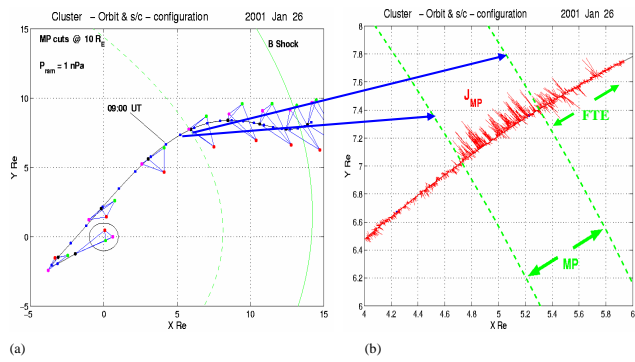 Cluster – Orbit & s/c – configuration 2001 Jan 26
MP cuts @ 10 RE
Pram = 1 nPa
B Shock
09:00 UT
15
10
5
0
−5
Y Re
−5 0 5 10 15
X Re
(a)
Cluster – Orbit & s/c – configuration 2001 Jan 26
JMP
FTE
MP
8
7.8
7.6
7.4
7.2
7
6.8
6.6
6.4
6.2
6
Y Re
4 4.2 4.4 4.6 4.8 5 5.2 5.4 5.6 5.8 6
X Re
(b)